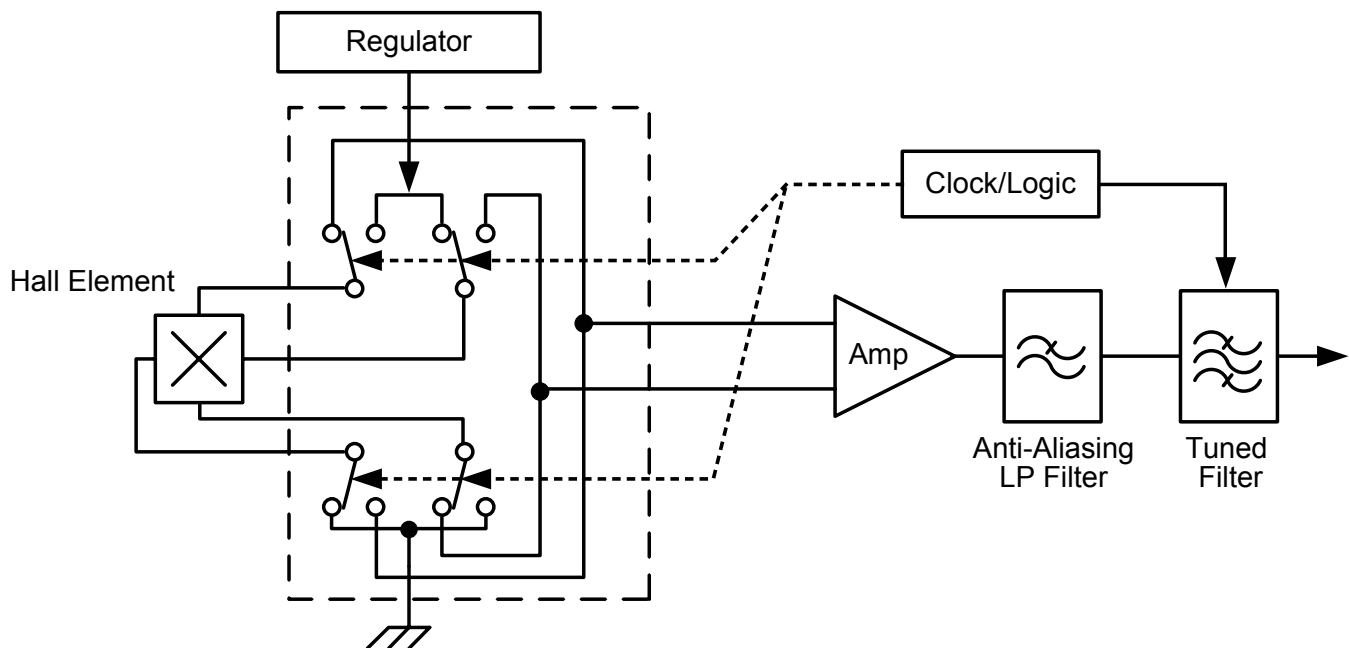 Regulator
Clock/Logic
Hall Element
Amp
Anti-Aliasing
LP Filter
Tuned
Filter